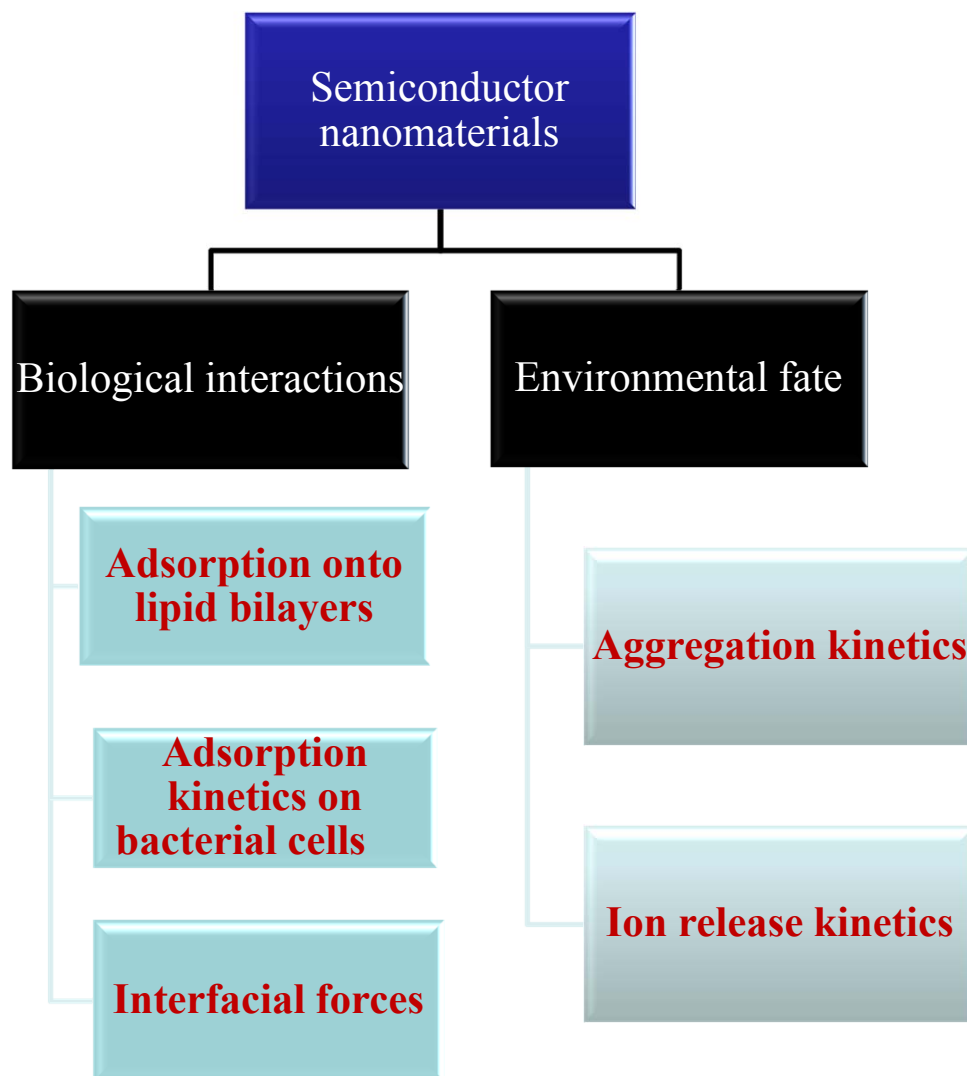 Semiconductor
nanomaterials
Biological interactions
Environmental fate
Adsorption onto
lipid bilayers
Adsorption
kinetics on
bacterial cells
Interfacial forces
Aggregation kinetics
Ion release kinetics